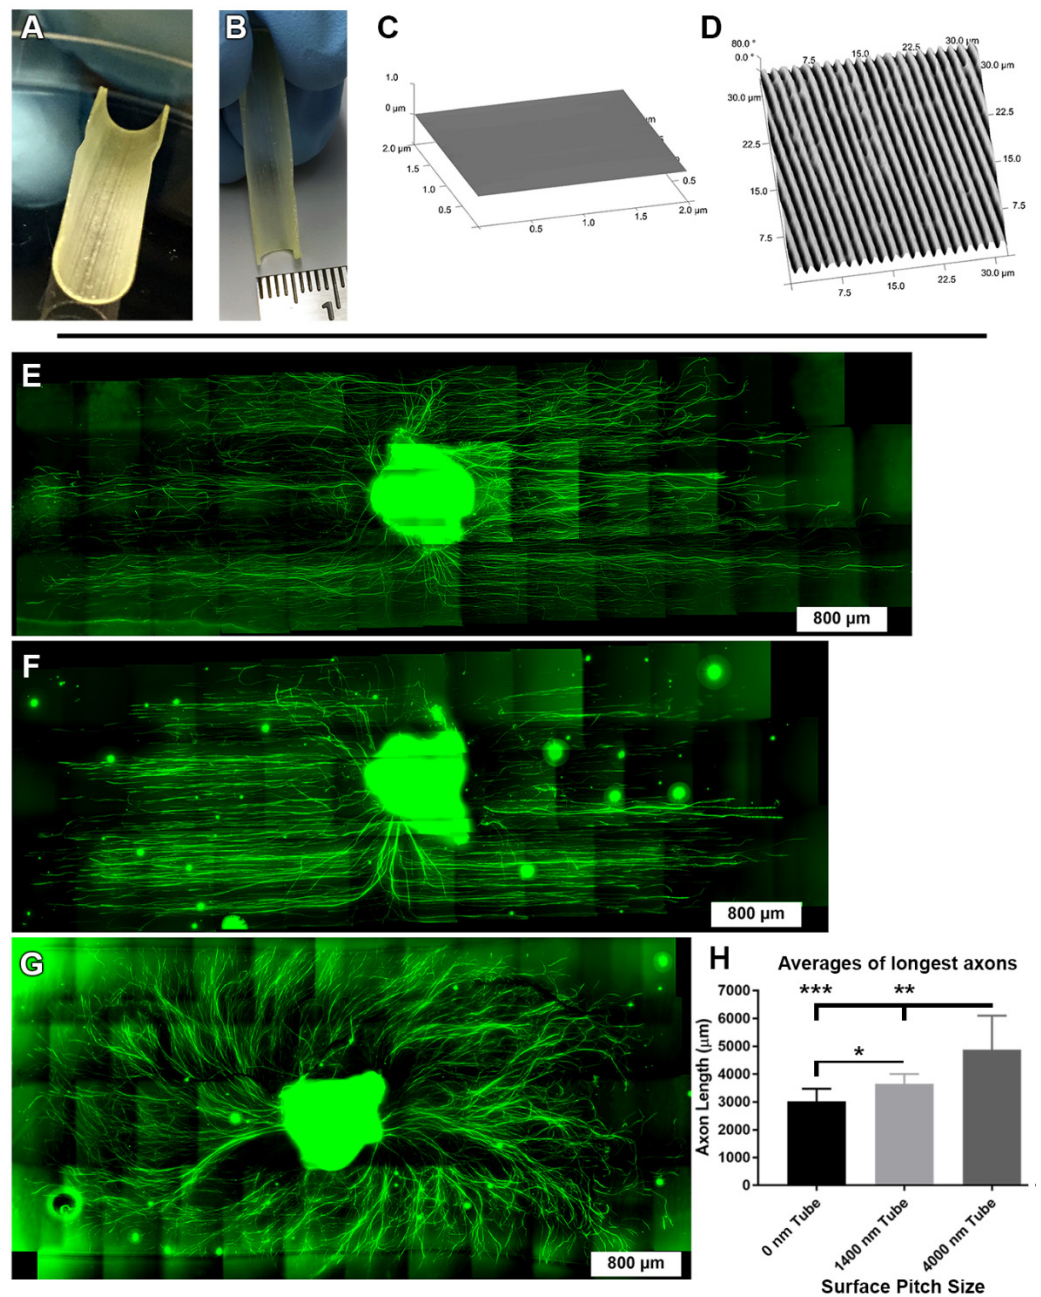 A
B
1
C
1.0
0 µm
2.0 µm
1.5
1.0
0.5
0.5
1.0
1.5
2.0 µm
0.5
D
80.0 °
0.0 °
7.5
15.0
22.5
30.0 µm
30.0 µm
30.0 µm
22.5
22.5
15.0
15.0
7.5
7.5
7.5
15.0
22.5
30.0 µm
E
800 µm
F
800 µm
G
800 µm
H
Averages of longest axons
***
**
*
7000
6000
5000
4000
3000
2000
1000
0
Axon Length (µm)
0 nm Tube
1400 nm Tube
4000 nm Tube
Surface Pitch Size